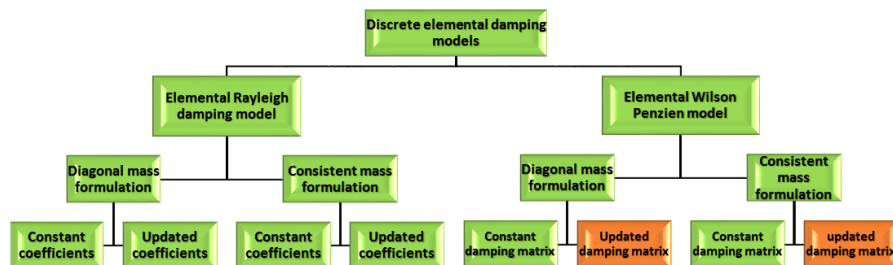 Discrete elemental damping
models
Elemental Rayleigh
damping model
Elemental Wilson
Penzien model
Diagonal mass
formulation
Consistent mass
formulation
Diagonal mass
formulation
Consistent
mass
formulation
Constant
coefficients
Updated
coefficients
Constant
coefficients
Updated
coefficients
Constant
damping matrix
Updated
damping matrix
Constant
damping matrix
updated
damping matrix